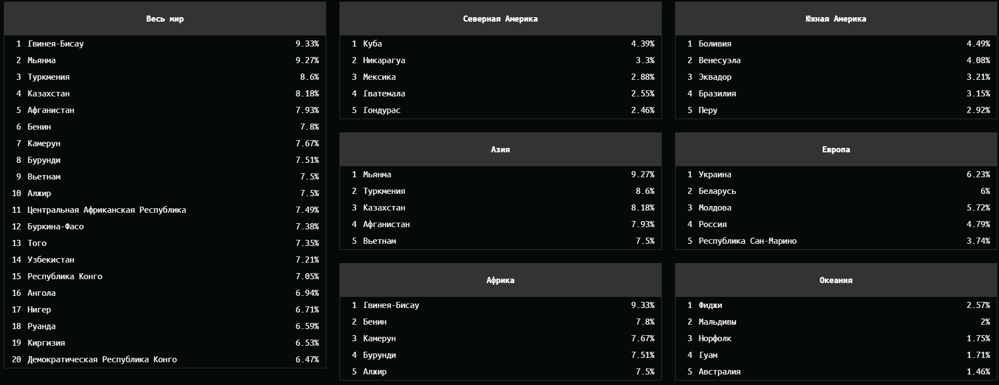 Весь мир
1 Гвинея-Бисау 9.33%
2 Мьянма 9.27%
3 Туркмения 8.6%
4 Казахстан 8.18%
5 Афганистан 7.93%
6 Бенин 7.8%
7 Камерун 7.67%
8 Бурунди 7.51%
9 Вьетнам 7.5%
10 Алжир 7.5%
11 Центральная Африканская Республика 7.49%
12 Буркина-Фасо 7.38%
13 Того 7.35%
14 Узбекистан 7.21%
15 Республика Конго 7.05%
16 Ангола 6.94%
17 Нигер 6.71%
18 Руанда 6.59%
19 Киргизия 6.53%
20 Демократическая Республика Конго 6.47%
Северная Америка
1 Куба 4.39%
2 Никарагуа 3.3%
3 Мексика 2.88%
4 Гватемала 2.55%
5 Гондурас 2.46%
Южная Америка
1 Боливия 4.49%
2 Венесуэла 4.08%
3 Эквадор 3.21%
4 Бразилия 3.15%
5 Перу 2.92%
Азия
1 Мьянма 9.27%
2 Туркмения 8.6%
3 Казахстан 8.18%
4 Афганистан 7.93%
5 Вьетнам 7.5%
Европа
1 Украина 6.23%
2 Беларусь 6%
3 Молдова 5.72%
4 Россия 4.79%
5 Республика Сан-Марино 3.74%
Африка
1 Гвинея-Бисау 9.33%
2 Бенин 7.8%
3 Камерун 7.67%
4 Бурунди 7.51%
5 Алжир 7.5%
Океания
1 Фиджи 2.57%
2 Мальдивы 2%
3 Норфолк 1.75%
4 Гуам 1.71%
5 Австралия 1.46%